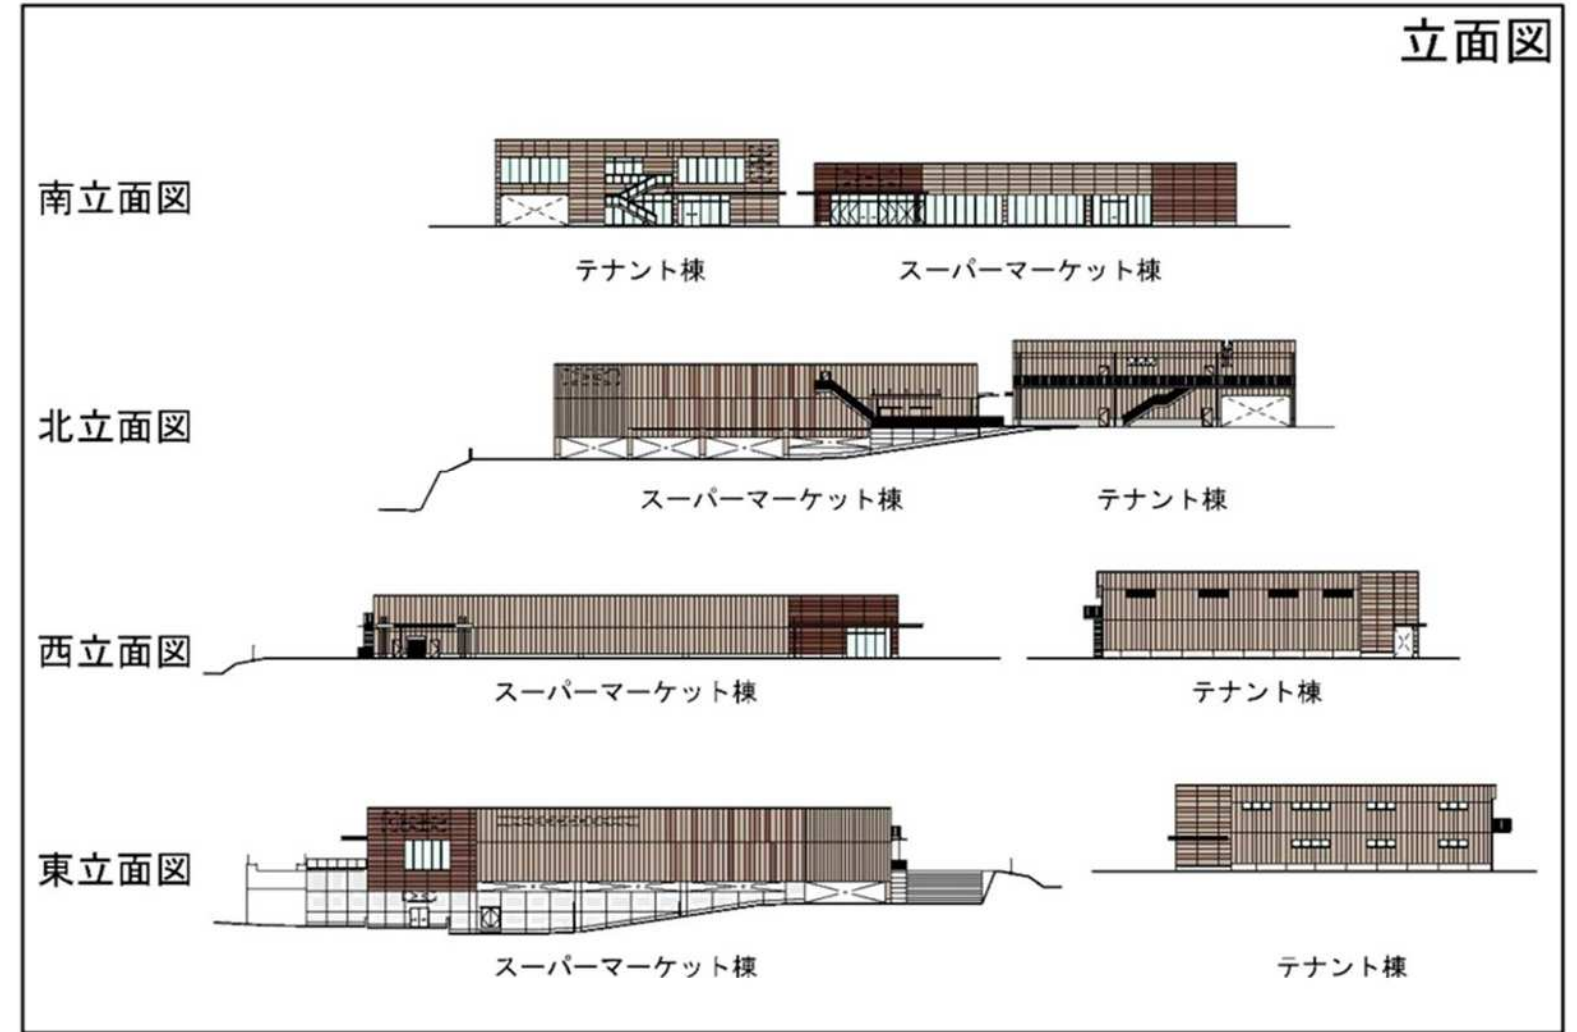 立面図
南立面図
テナント棟
スーパーマーケット棟
北立面図
スーパーマーケット棟
テナント棟
西立面図
スーパーマーケット棟
テナント棟
東立面図
スーパーマーケット棟
テナント棟